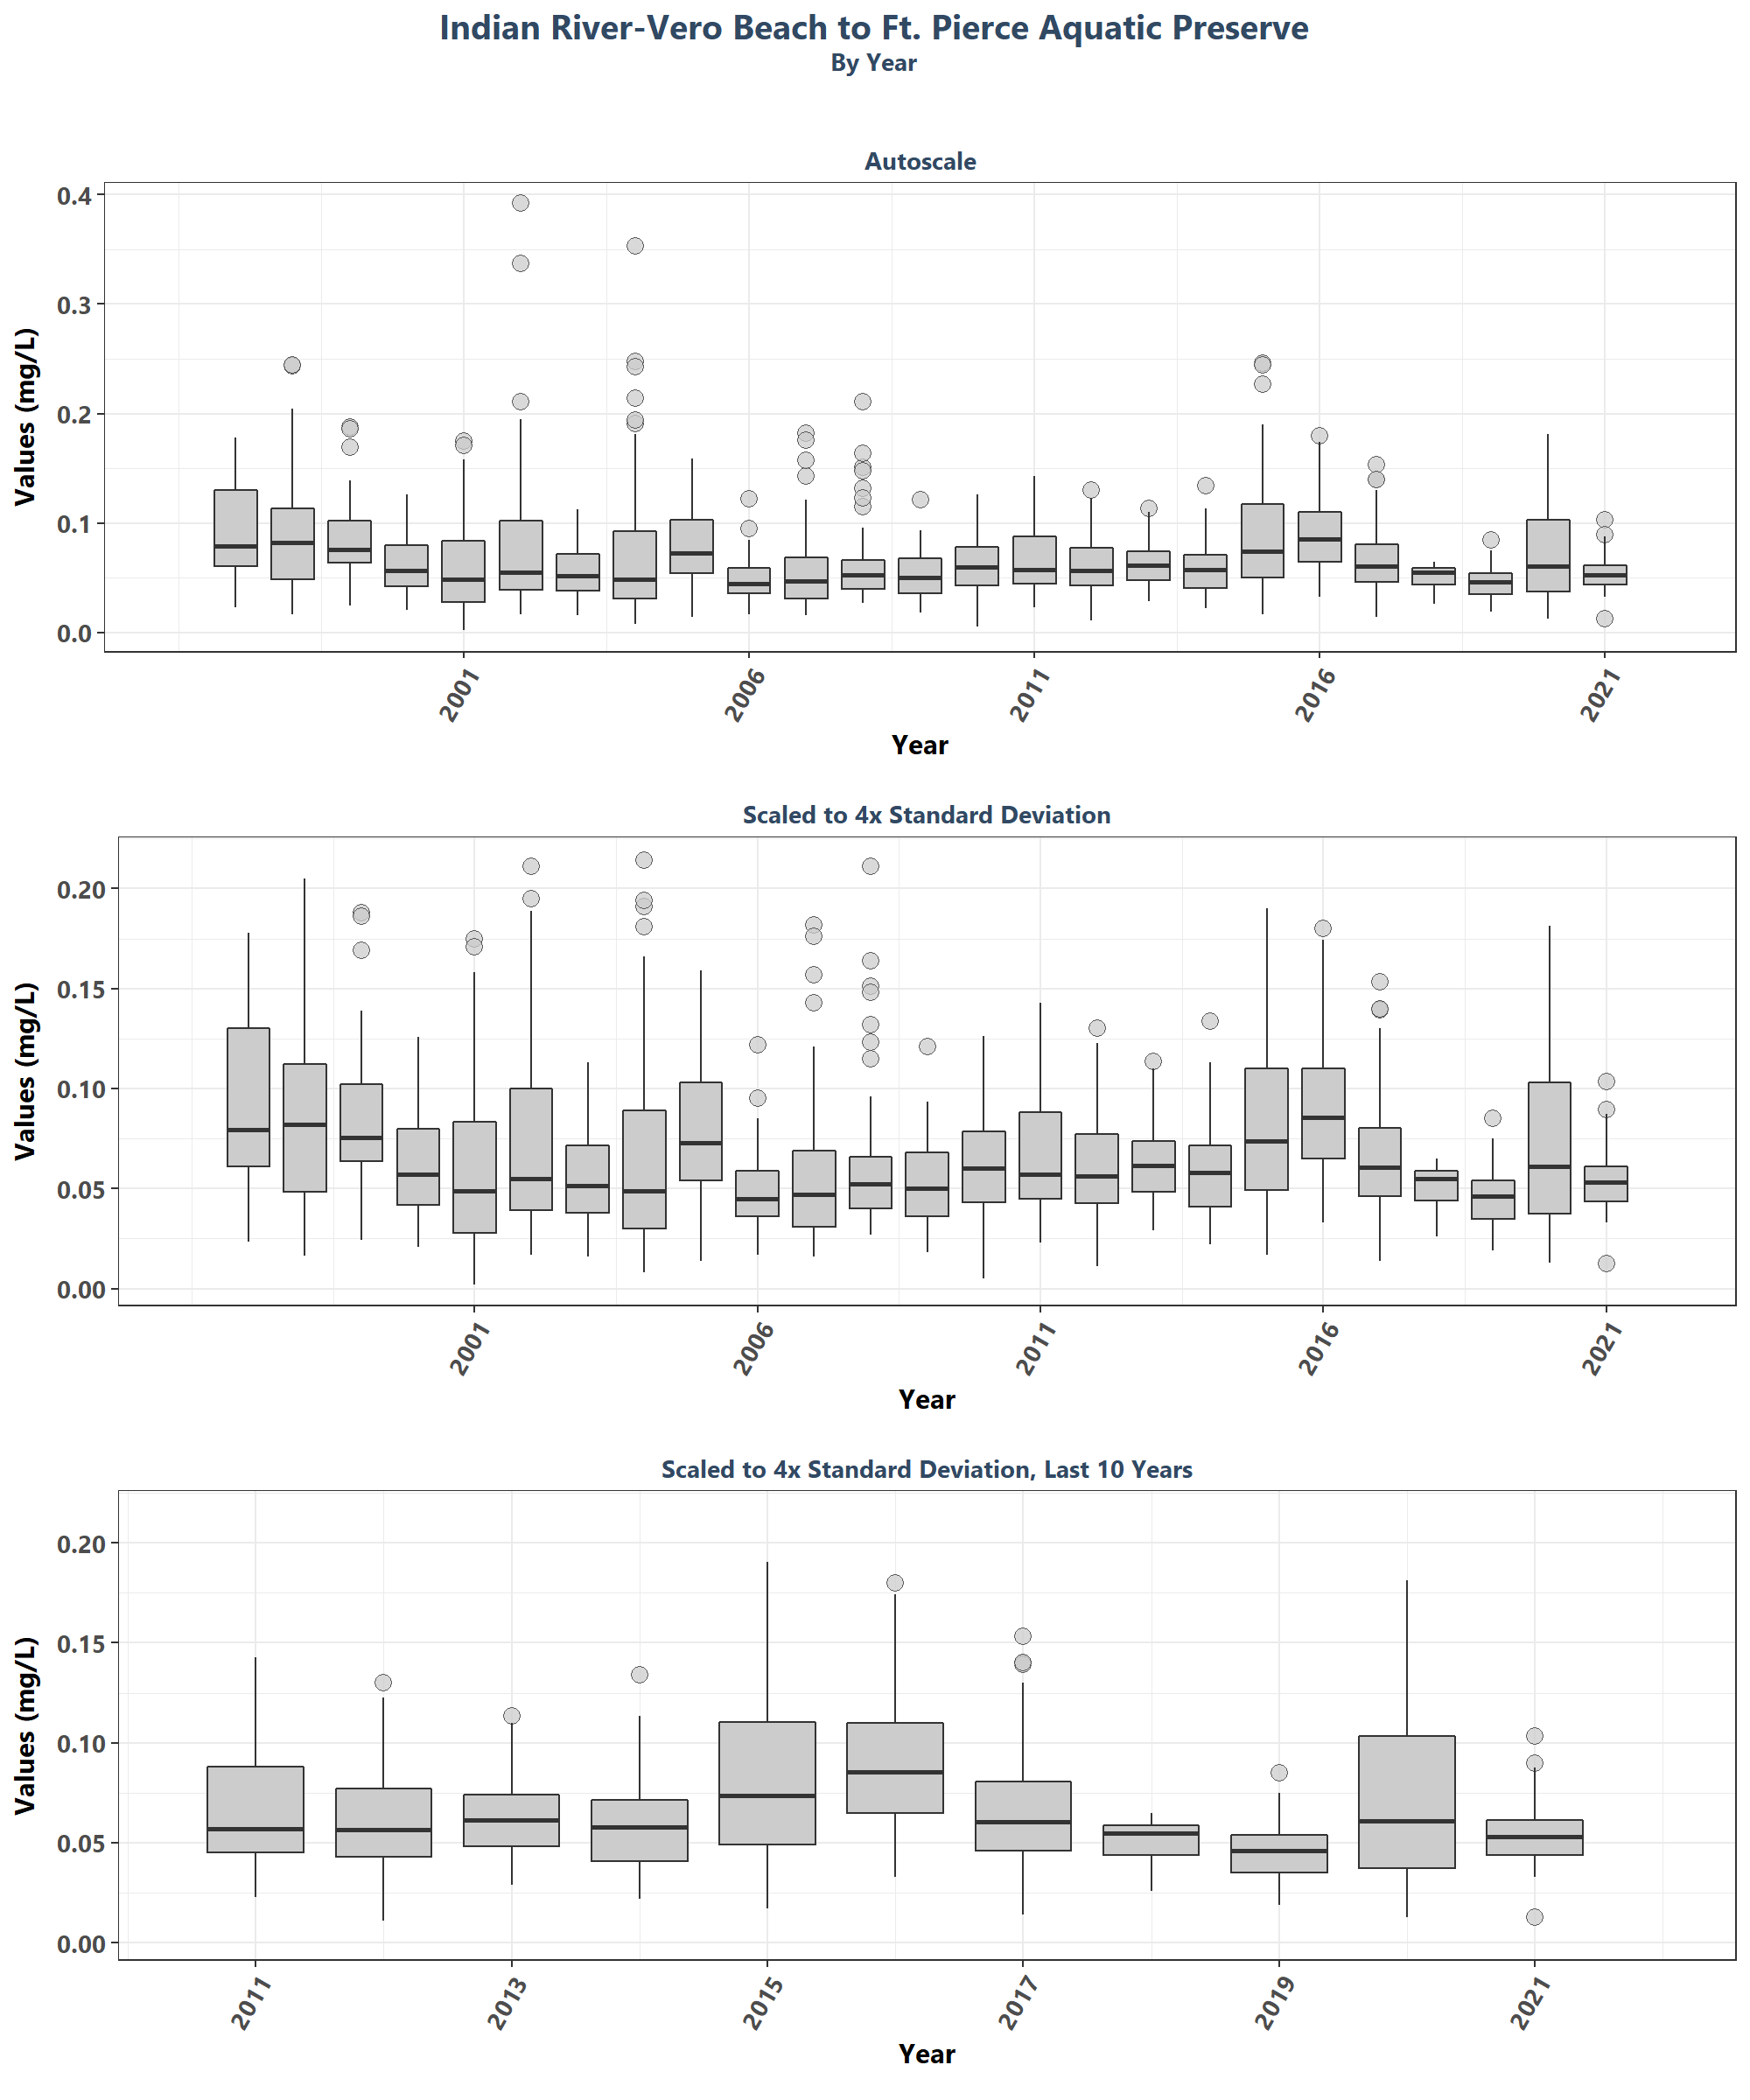 Indian River-Vero Beach to Ft. Pierce Aquatic Preserve
By Year
Autoscale
Values (mg/L)
0.4
0.3
0.2
0.1
0.0
2001 2006 2011 2016 2021
Year
Scaled to 4x Standard Deviation
Values (mg/L)
0.20
0.15
0.10
0.05
0.00
2001 2006 2011 2016 2021
Year
Scaled to 4x Standard Deviation, Last 10 Years
Values (mg/L)
0.20
0.15
0.10
0.05
0.00
2011 2013 2015 2017 2019 2021
Year